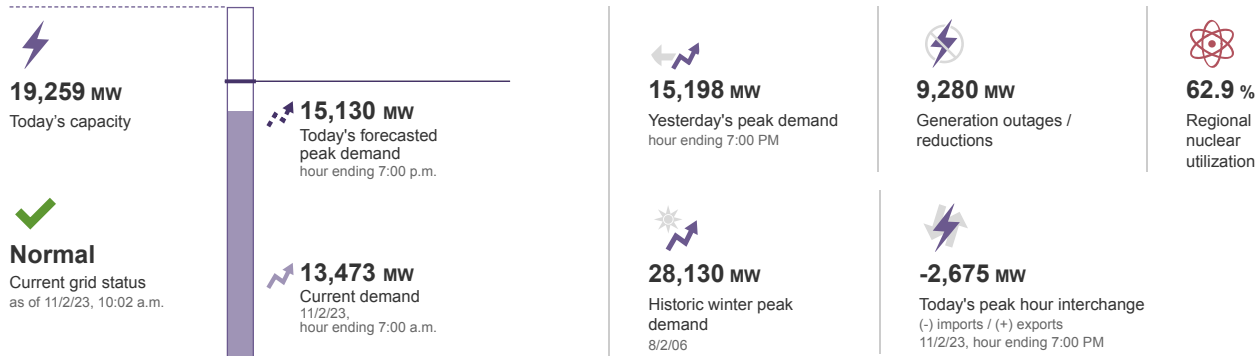 19,259 MW
Today's capacity
Normal
Current grid status
as of 11/2/23, 10:02 a.m.
15,130 MW
Today's forecasted
peak demand
hour ending 7:00 p.m.
13,473 MW
Current demand
11/2/23,
hour ending 7:00 a.m.
15,198 MW
Yesterday's peak demand
hour ending 7:00 PM
9,280 MW
Generation outages /
reductions
62.9 %
Regional
nuclear
utilization
28,130 MW
Historic winter peak
demand
8/2/06
-2,675 MW
Today's peak hour interchange
(-) imports / (+) exports
11/2/23, hour ending 7:00 PM